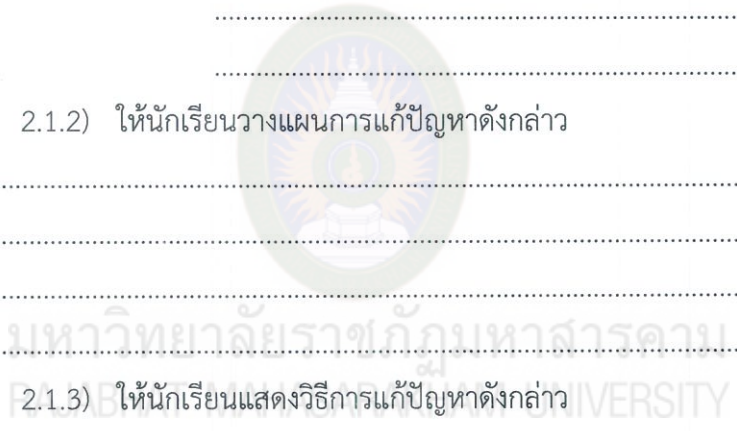 2.1.2) ให้นักเรียนวางแผนการแก้ปัญหาดังกล่าว
มหาวิทยาลัยราชภัฏมหาสารคาม
RAJABHAT MAHASARAKHAM UNIVERSITY
2.1.3) ให้นักเรียนแสดงวิธีการแก้ปัญหาดังกล่าว